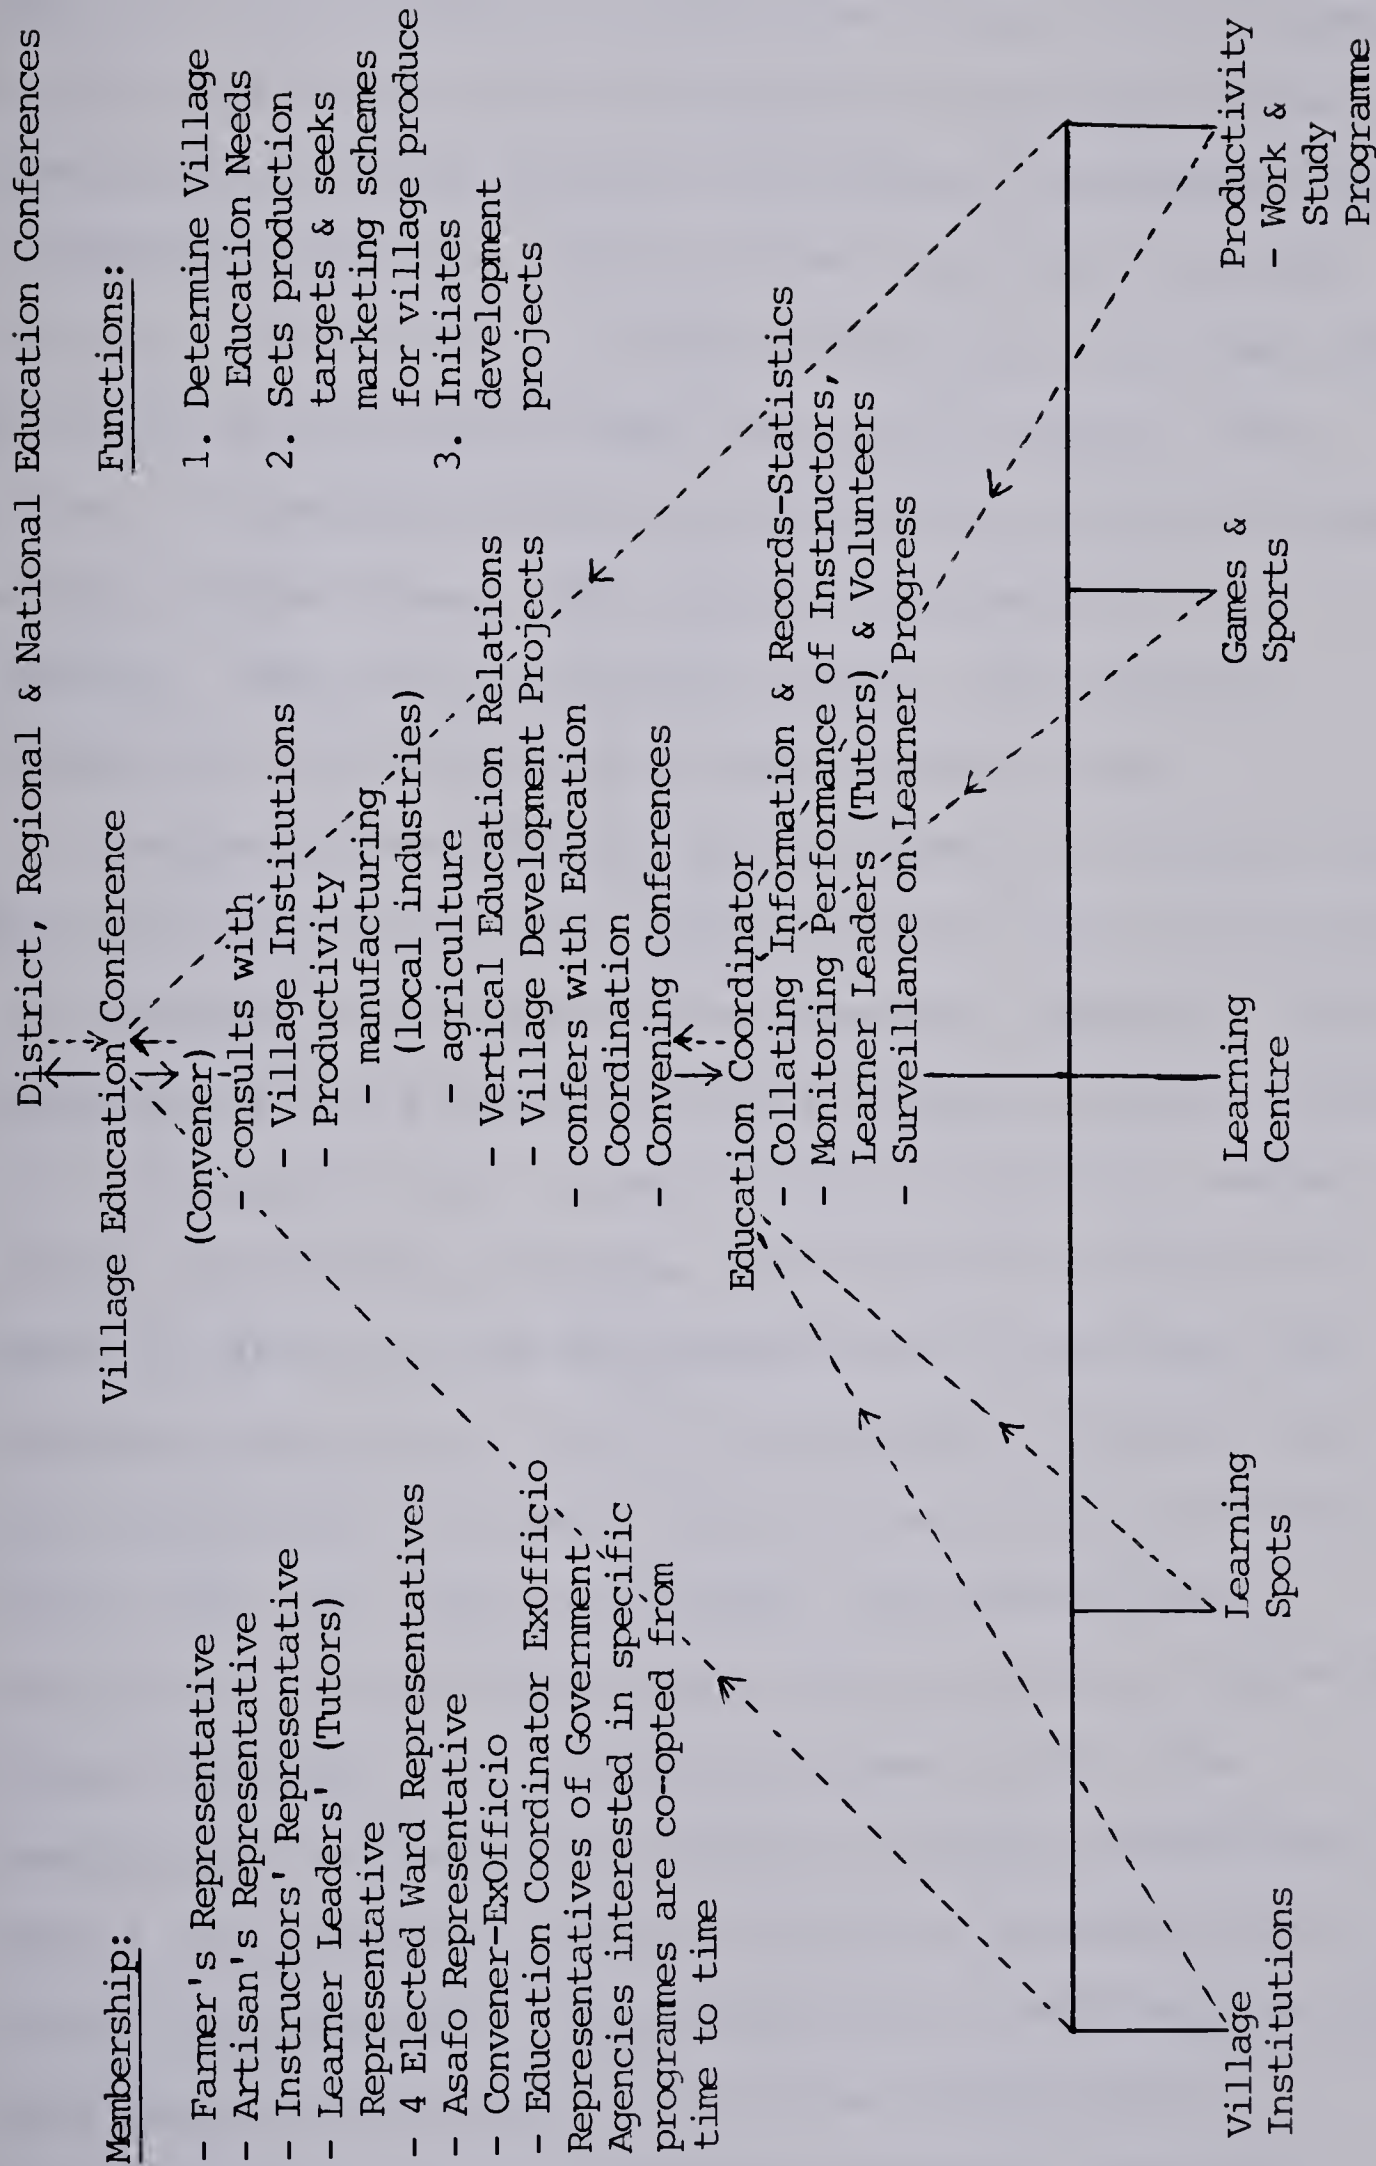 District, Regional & National Education Conferences
Village Education Conference
(Convener)
- consults with
- Village Institutions
- Productivity
- manufacturing
(local industries)
- agriculture
- Vertical Education Relations
- Village Development Projects
- confers with Education
Coordination
- Convening Conferences
Membership:
- Farmer's Representative
- Artisan's Representative
- Instructors' Representative
- Learner Leaders' (Tutors)
Representative
- 4 Elected Ward Representatives
- Asafo Representative
- Convener-ExOfficio
- Education Coordinator ExOfficio
Representatives of Government
Agencies interested in specific
programmes are co-opted from
time to time
Functions:
1. Determine Village
Education Needs
2. Sets production
targets & seeks
marketing schemes
for village produce
3. Initiates
development
projects
Education Coordinator
- Collating Information & Records-Statistics
- Monitoring Performance of Instructors,
Learner Leaders (Tutors) & Volunteers
- Surveillance on Learner Progress
Village
Institutions
Learning
Spots
Learning
Centre
Games &
Sports
Productivity
- Work &
Study
Programme